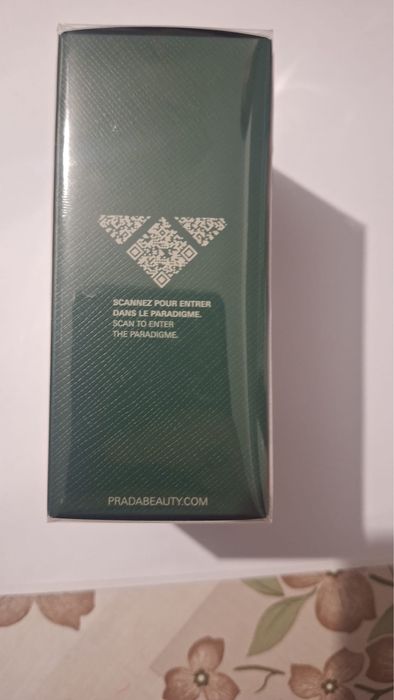 SCANNEZ POUR ENTRER
DANS LE PARADIGME.
SCAN TO ENTER
THE PARADIGME.
PRADABEAUTY.COM